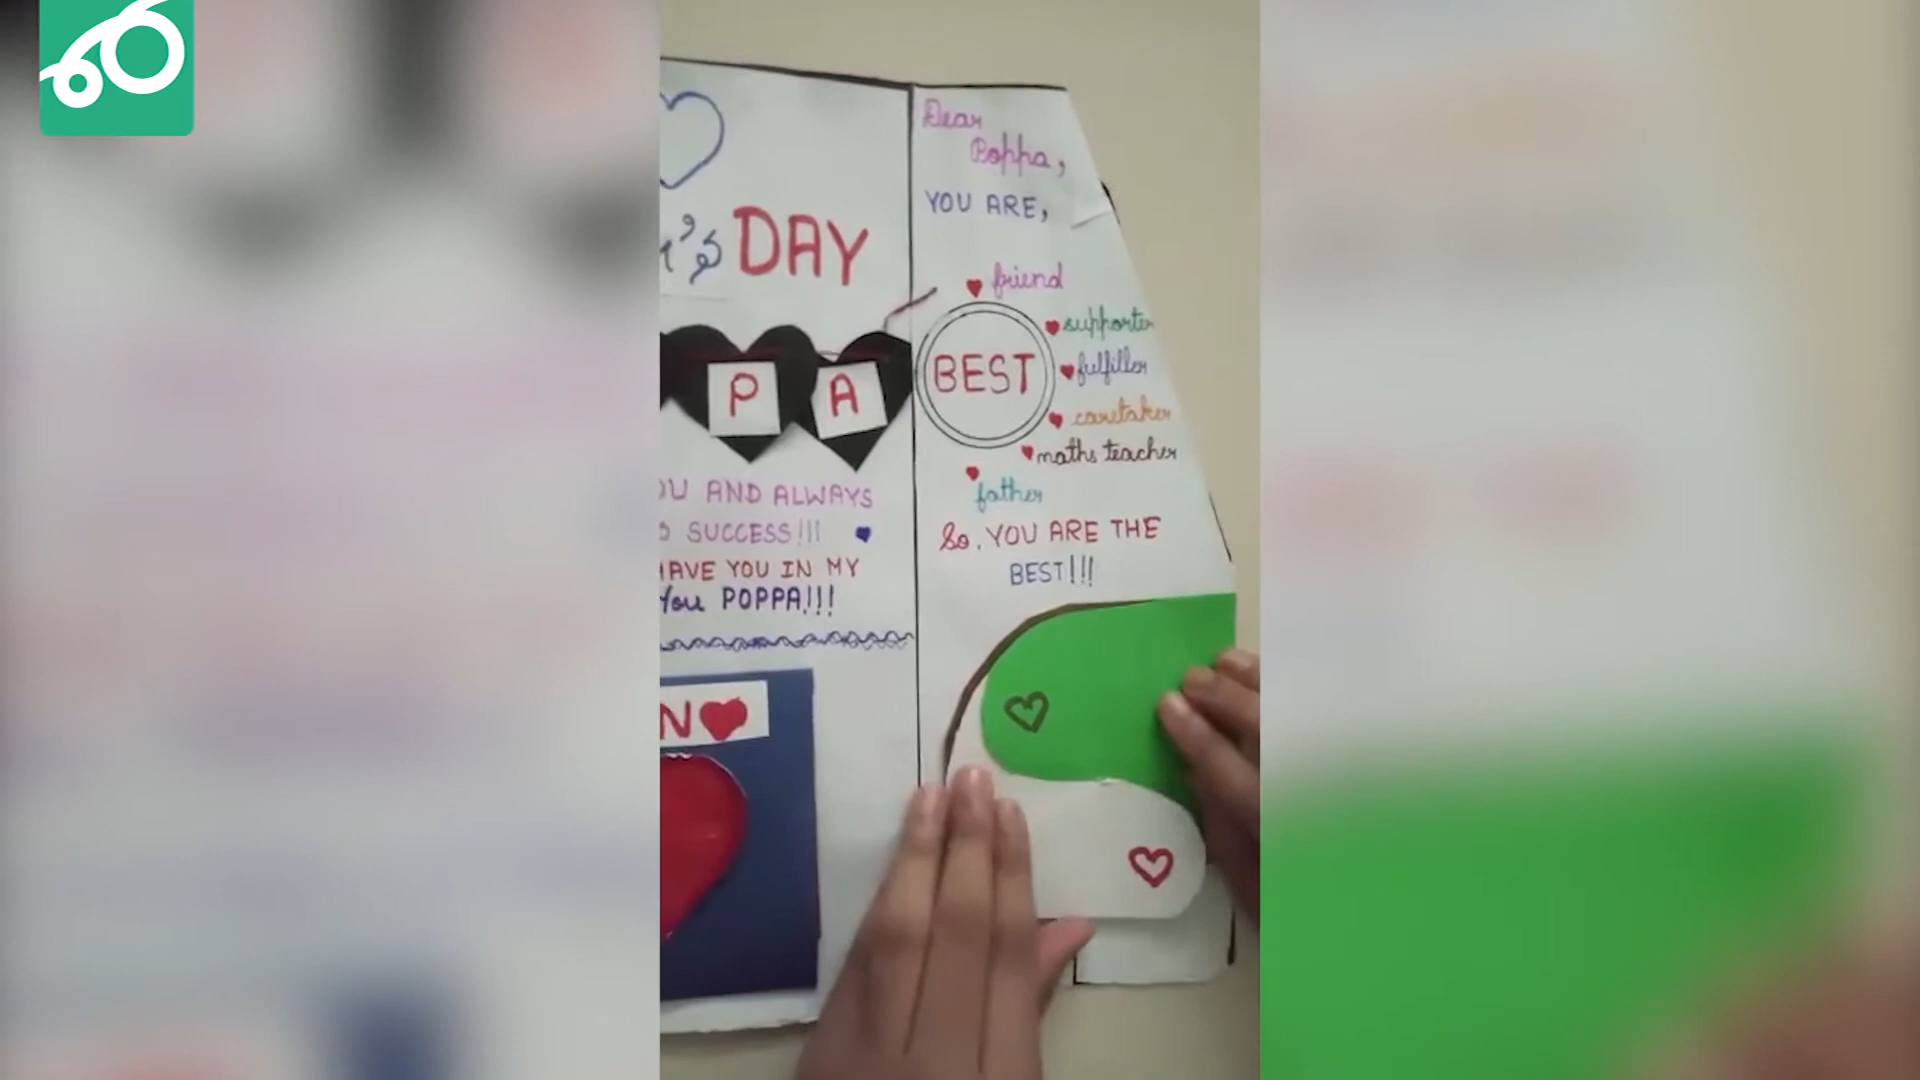 's DAY
P A
OU AND ALWAYS
O SUCCESS!!!
HAVE YOU IN MY
You POPPA!!!
N
Dear
Poppa,
YOU ARE,
friend
supporter
fulfiller
BEST
caretaker
maths teacher
father
So, YOU ARE THE
BEST!!!